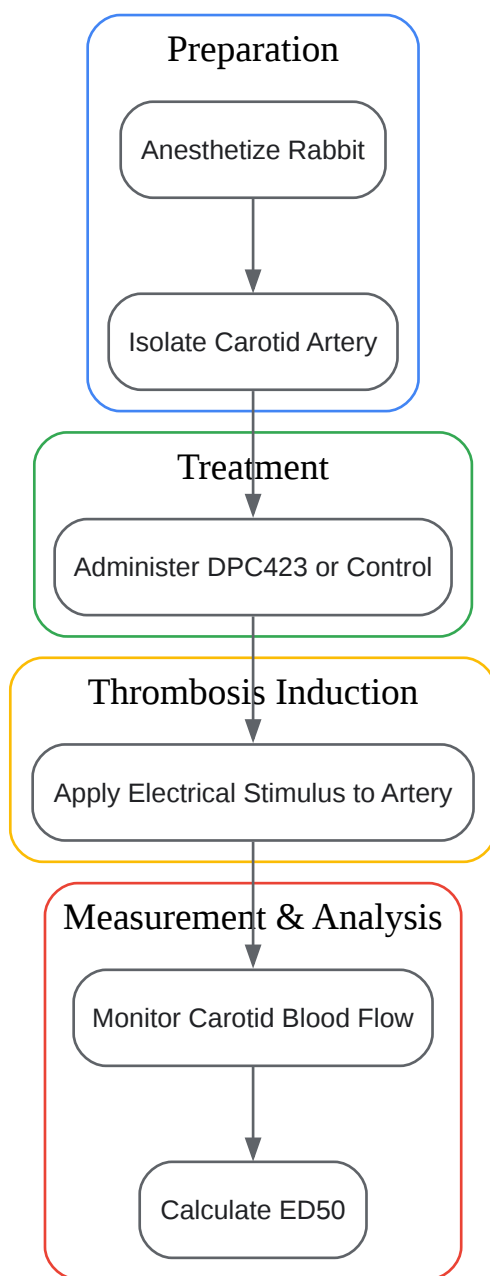 Preparation
Anesthetize Rabbit
Isolate Carotid Artery
Treatment
Administer DPC423 or Control
Thrombosis Induction
Apply Electrical Stimulus to Artery
Measurement & Analysis
Monitor Carotid Blood Flow
Calculate ED50